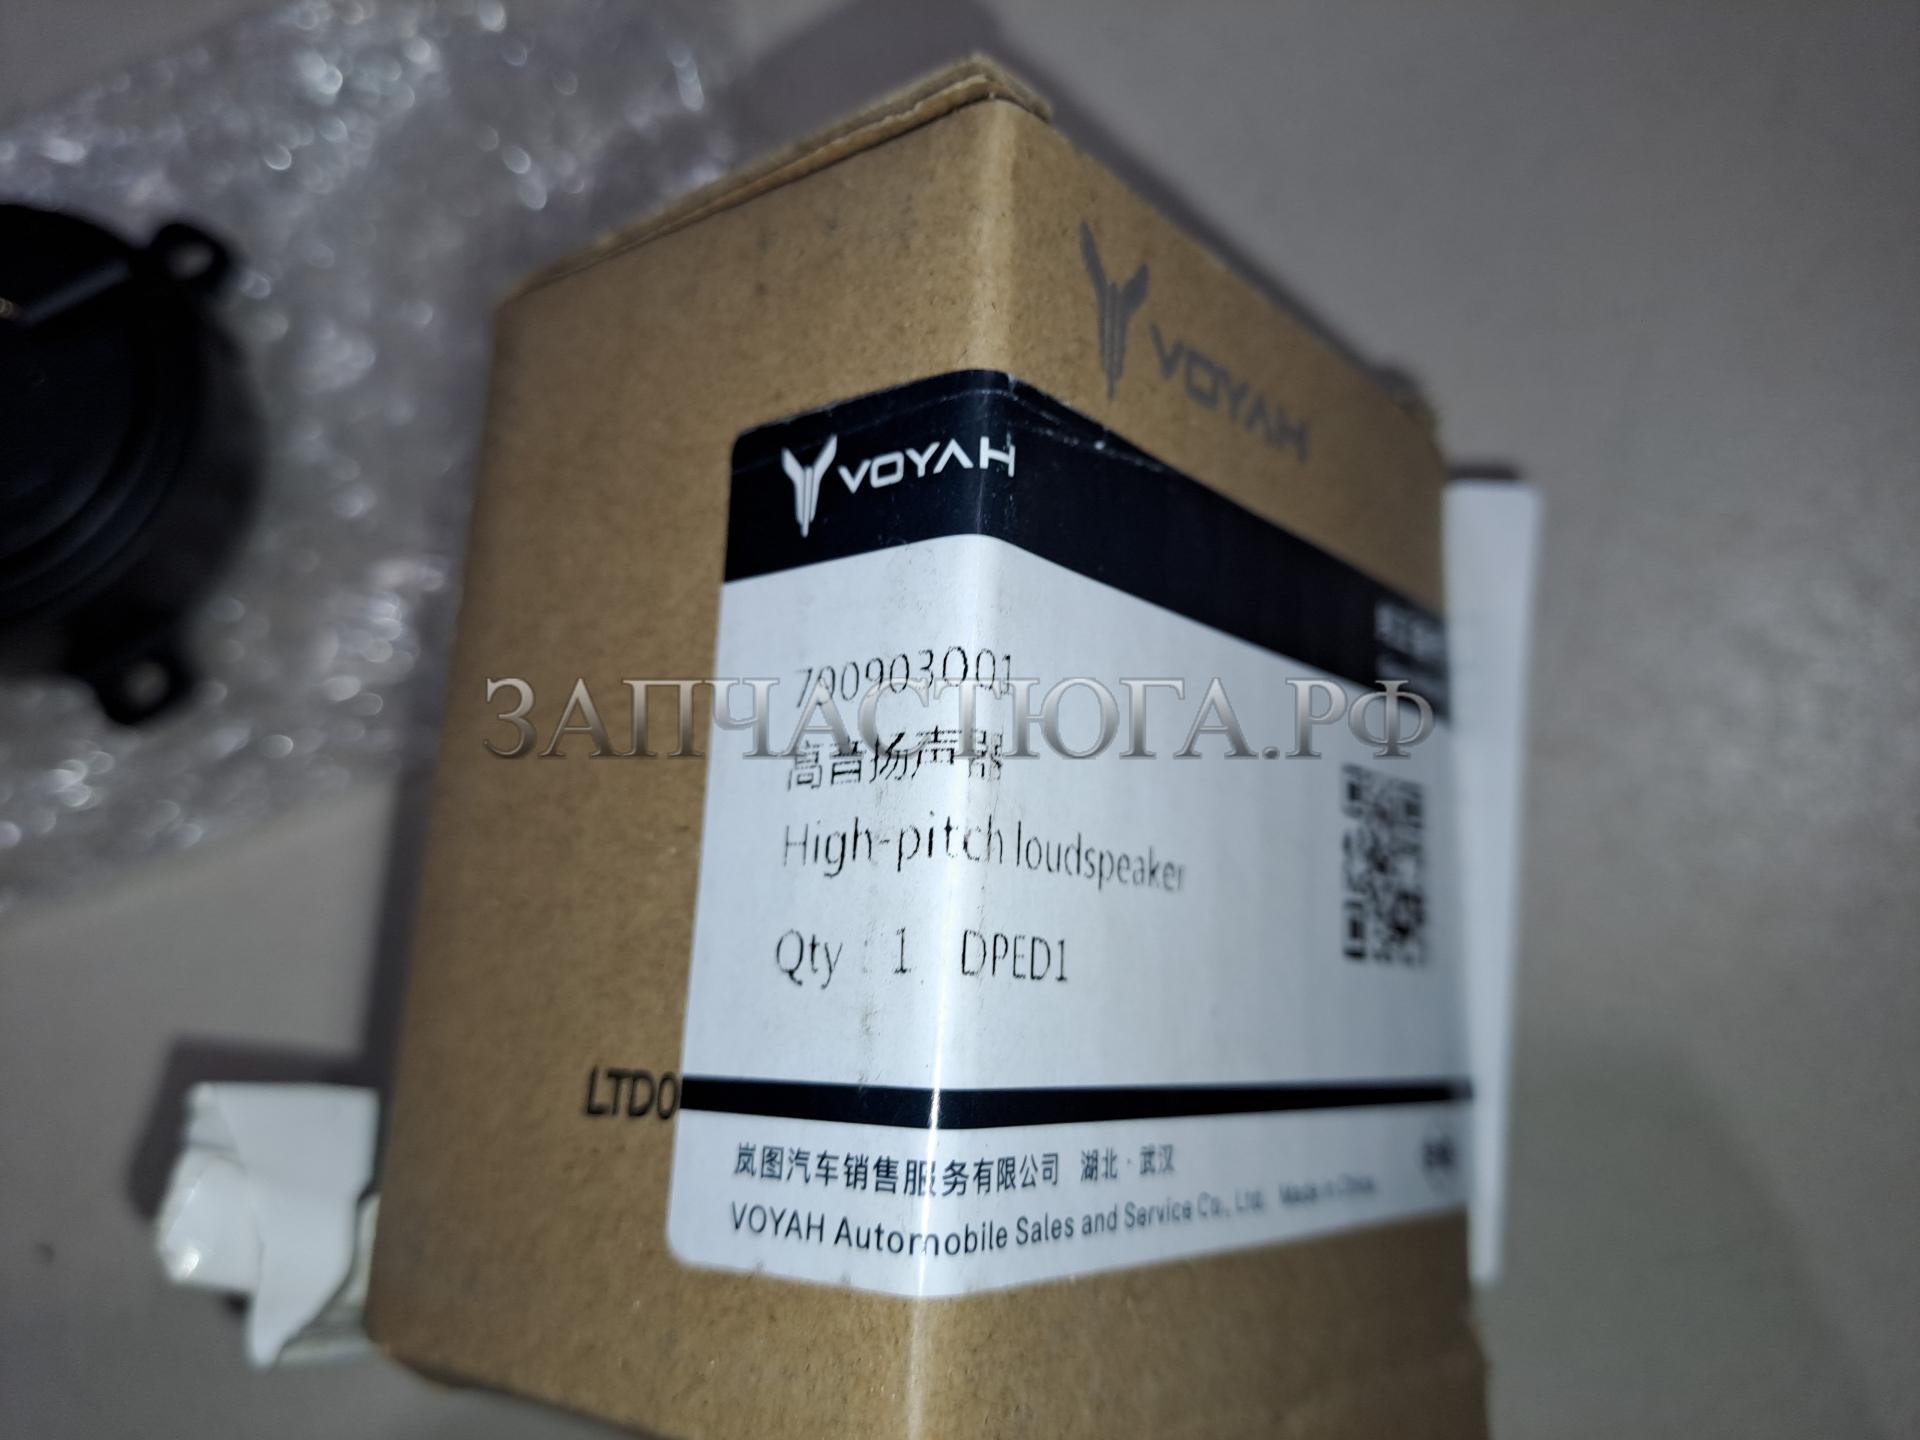 VOYAH
VOYAH
790903001
ЗАПЧАСТЮГА.РФ
高音扬声器
High-pitch loudspeaker
Qty : 1 DPED1
LTD0
岚图汽车销售服务有限公司 湖北·武汉
VOYAH Automobile Sales and Service Co., Ltd. Made in China